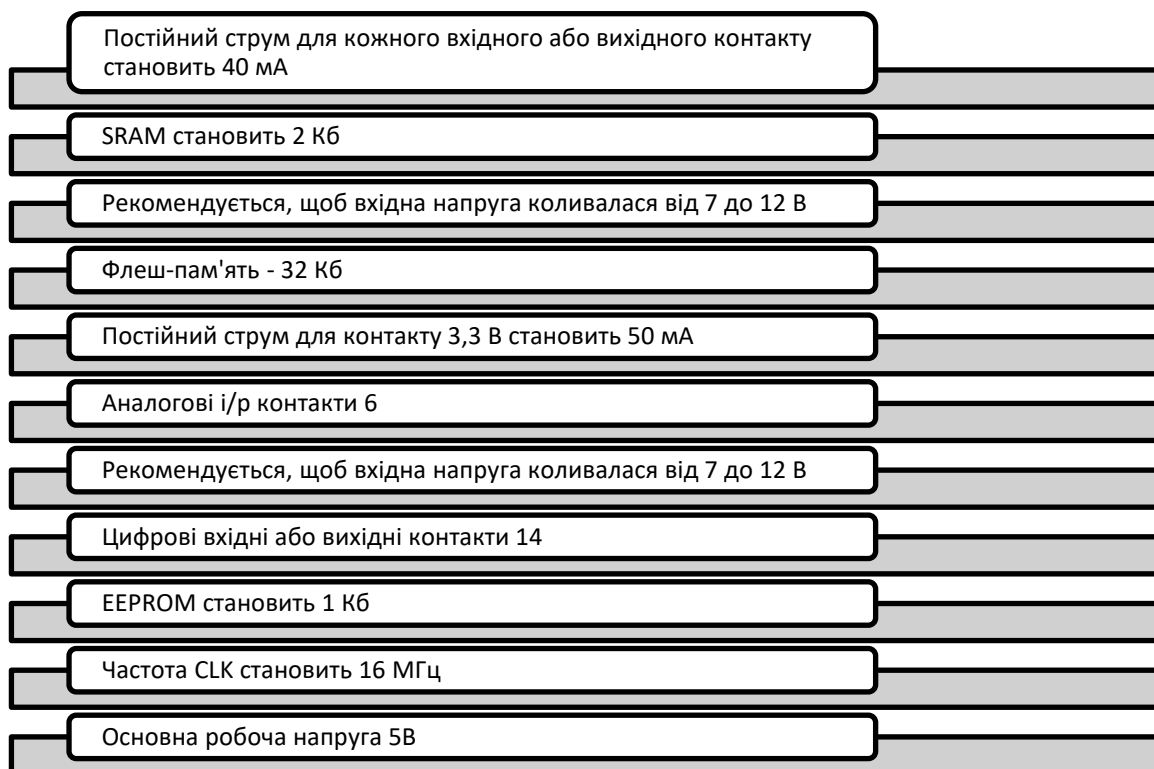 Постійний струм для кожного вхідного або вихідного контакту
становить 40 мА
SRAM становить 2 Кб
Рекомендується, щоб вхідна напруга коливалася від 7 до 12 В
Флеш-пам'ять - 32 Кб
Постійний струм для контакту 3,3 В становить 50 мА
Аналогові і/р контакти 6
Рекомендується, щоб вхідна напруга коливалася від 7 до 12 В
Цифрові вхідні або вихідні контакти 14
EEPROM становить 1 Кб
Частота CLK становить 16 МГц
Основна робоча напруга 5В